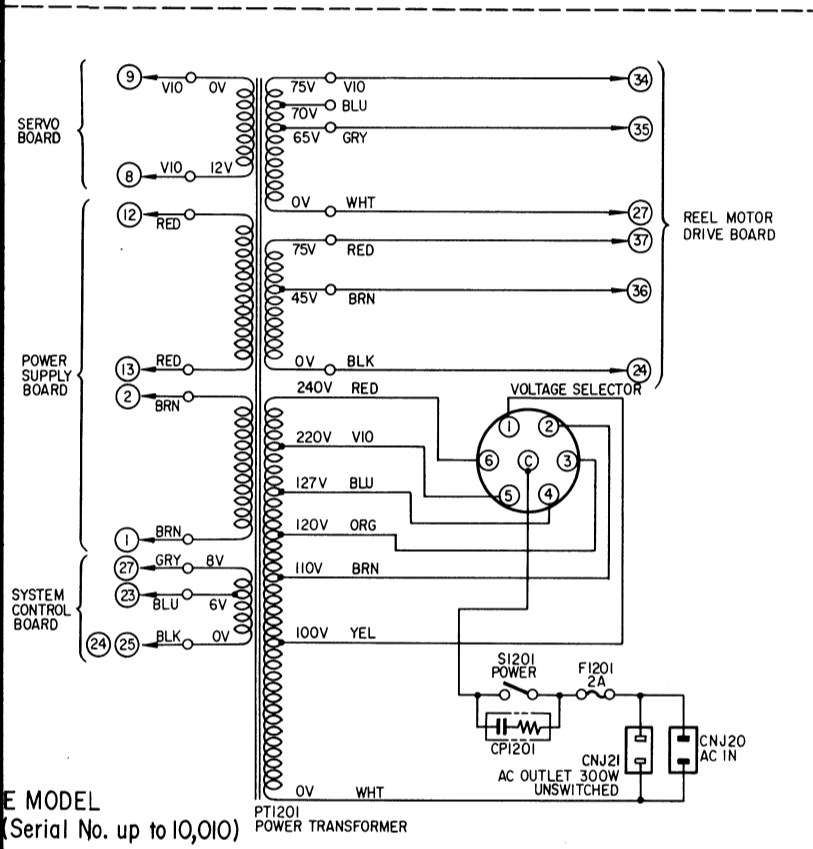 9
VIO
0V
SERVO
BOARD
8
VIO
12V
12
RED
13
RED
POWER
SUPPLY
BOARD
2
BRN
1
BRN
27
GRY
8V
23
BLU
6V
SYSTEM
CONTROL
BOARD
24
25
BLK
0V
75V
VIO
34
70V
BLU
65V
GRY
35
0V
WHT
27
REEL MOTOR
DRIVE BOARD
75V
RED
37
45V
BRN
36
0V
BLK
24
240V
RED
220V
VIO
127V
BLU
120V
ORG
110V
BRN
100V
YEL
0V
WHT
VOLTAGE SELECTOR
1
2
6
C
3
5
4
S1201
POWER
F1201
2A
CP1201
CNJ21
AC OUTLET 300W
UNSWITCHED
CNJ20
AC IN
PT1201
POWER TRANSFORMER
E MODEL
(Serial No. up to 10,010)